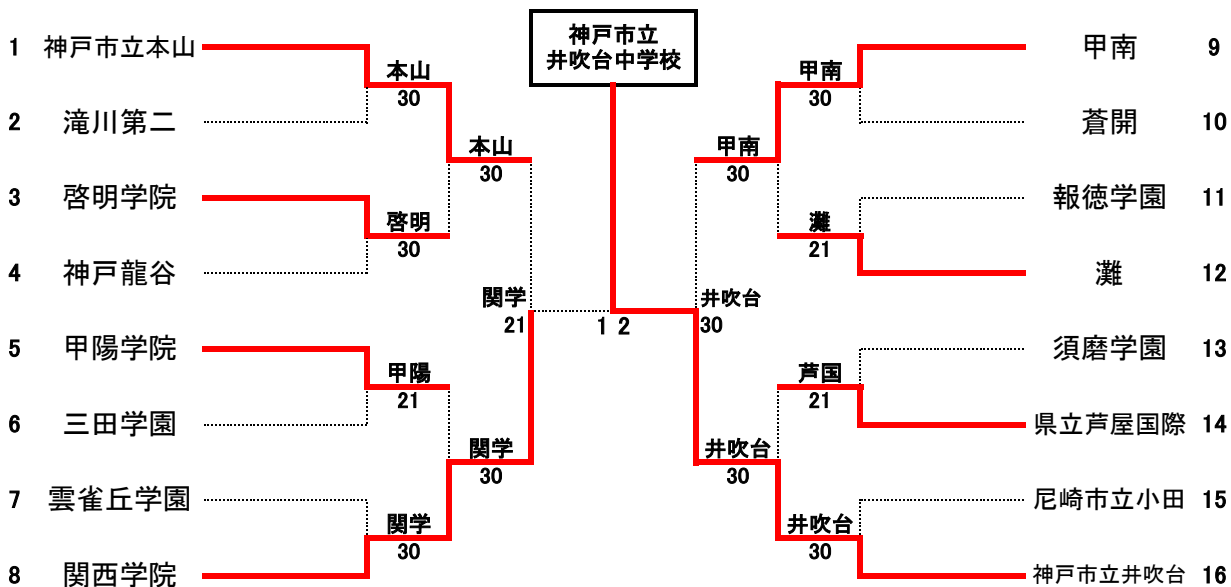 神戸市立
井吹台中学校
1 神戸市立本山
2 滝川第二
3 啓明学院
4 神戸龍谷
5 甲陽学院
6 三田学園
7 雲雀丘学園
8 関西学院
本山
30
啓明
30
甲陽
21
関学
30
本山
30
関学
30
関学
21
1 2
井吹台
30
甲南
30
井吹台
30
甲南
30
灘
21
芦国
21
井吹台
30
甲南 9
蒼開 10
報徳学園 11
灘 12
須磨学園 13
県立芦屋国際 14
尼崎市立小田 15
神戸市立井吹台 16